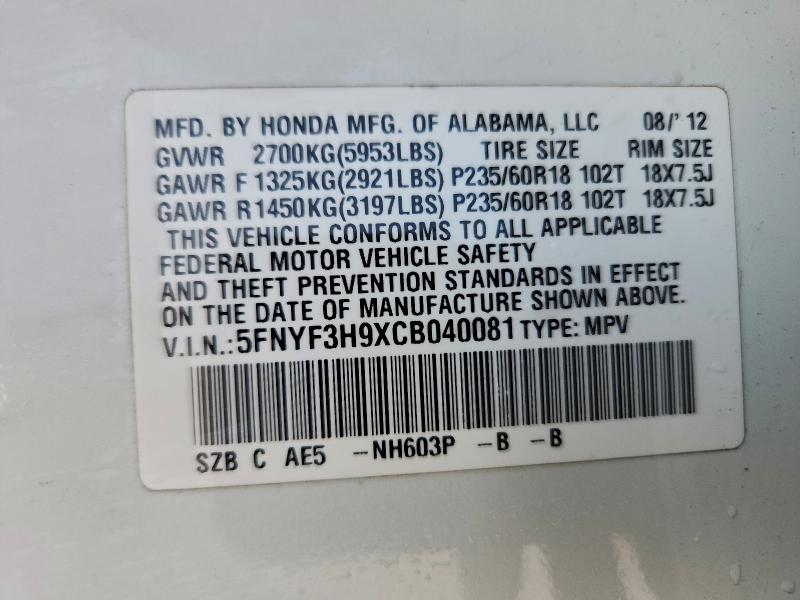 MFD. BY HONDA MFG. OF ALABAMA, LLC 08/'12
GVWR 2700KG(5953LBS) TIRE SIZE RIM SIZE
GAWR F 1325KG(2921LBS) P235/60R18 102T 18X7.5J
GAWR R1450KG(3197LBS) P235/60R18 102T 18X7.5J
THIS VEHICLE CONFORMS TO ALL APPLICABLE
FEDERAL MOTOR VEHICLE SAFETY
AND THEFT PREVENTION STANDARDS IN EFFECT
ON THE DATE OF MANUFACTURE SHOWN ABOVE.
V.I.N.:5FNYF3H9XCB040081 TYPE: MPV
SZB C AE5 -NH603P -B -B